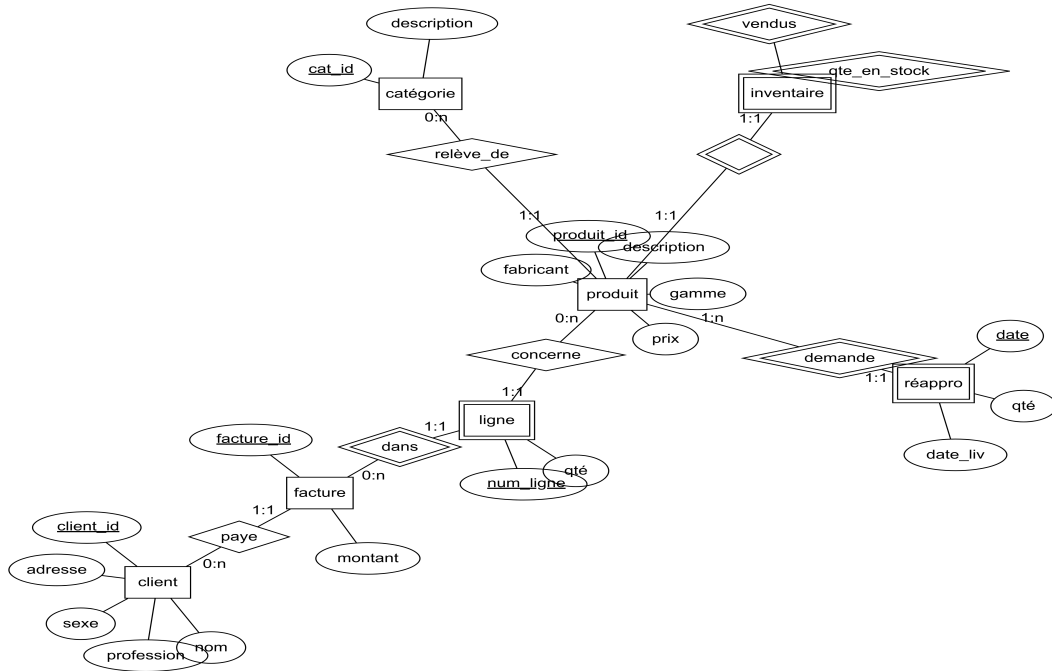 description
vendus
cat_id
qte_en_stock
catégorie
inventaire
0:n
1:1
relève_de
1:1
1:1
produit_id
description
fabricant
produit
gamme
0:n
1:n
prix
date
concerne
demande
1:1
réappro
1:1
qté
ligne
facture_id
1:1
dans
date_liv
qté
0:n
num_ligne
facture
1:1
client_id
paye
montant
0:n
adresse
client
sexe
nom
profession